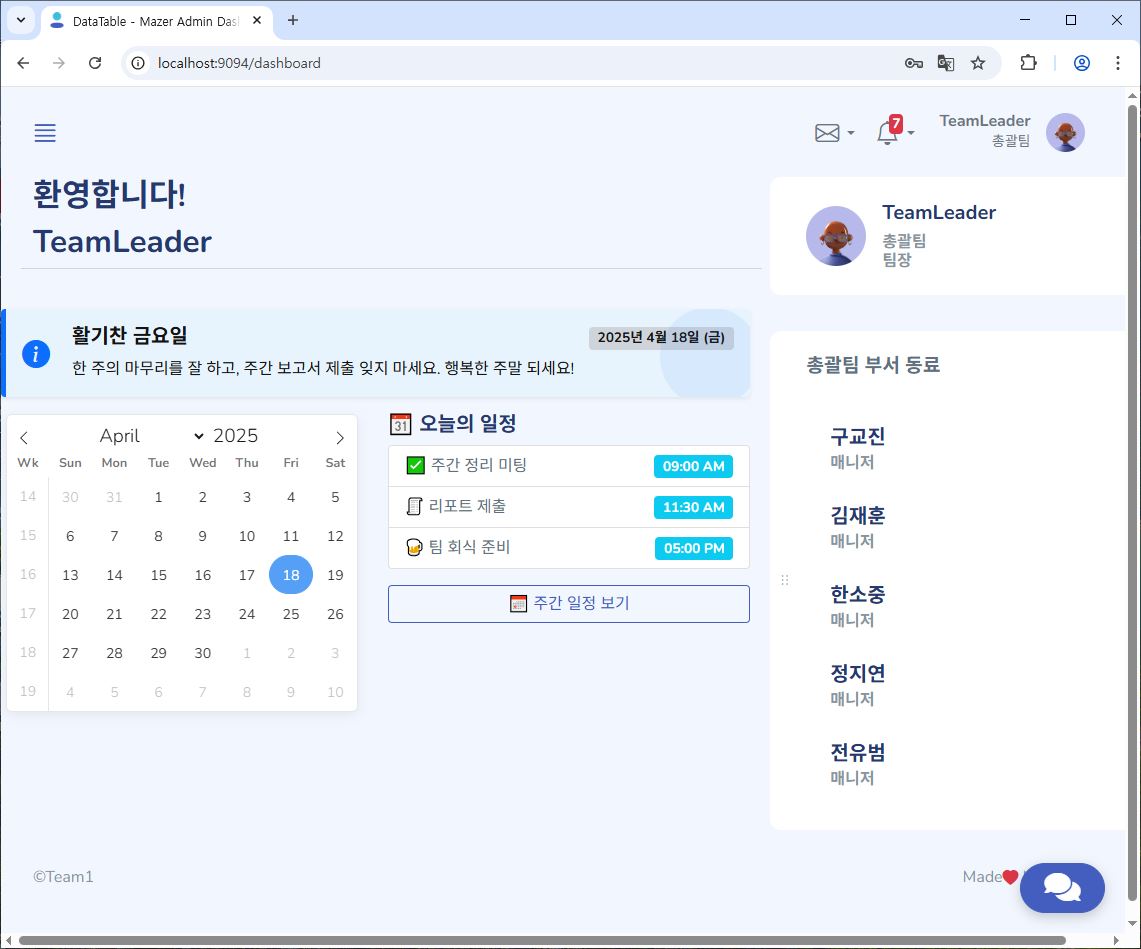 DataTable - Mazer Admin Das
localhost:9094/dashboard
7
TeamLeader
총괄팀
환영합니다!
TeamLeader
TeamLeader
총괄팀
팀장
활기찬 금요일
2025년 4월 18일 (금)
한 주의 마무리를 잘 하고, 주간 보고서 제출 잊지 마세요. 행복한 주말 되세요!
April 2025
Wk Sun Mon Tue Wed Thu Fri Sat
14 30 31 1 2 3 4 5
15 6 7 8 9 10 11 12
16 13 14 15 16 17 18 19
17 20 21 22 23 24 25 26
18 27 28 29 30 1 2 3
19 4 5 6 7 8 9 10
31 오늘의 일정
✅ 주간 정리 미팅 09:00 AM
리포트 제출 11:30 AM
팀 회식 준비 05:00 PM
주간 일정 보기
총괄팀 부서 동료
구교진
매니저
김재훈
매니저
한소중
매니저
정지연
매니저
전유범
매니저
©Team1
Made